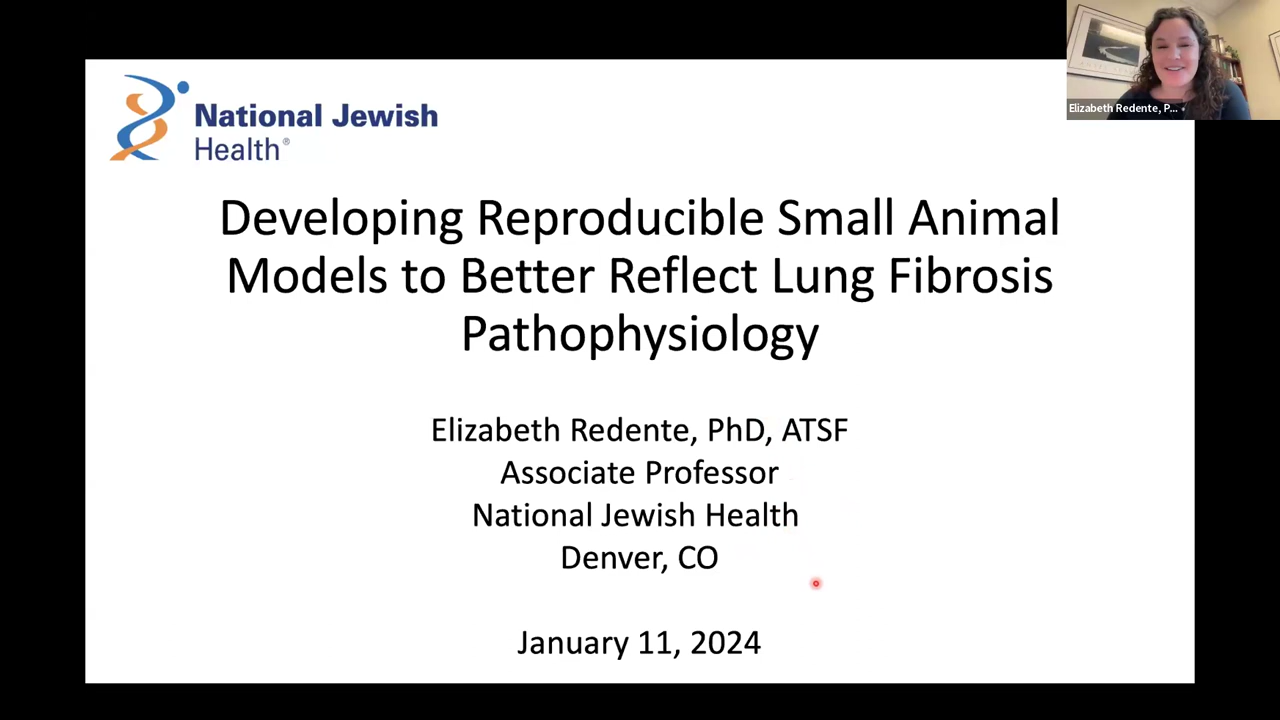 National Jewish
Health®
Elizabeth Redente, P...
Developing Reproducible Small Animal
Models to Better Reflect Lung Fibrosis
Pathophysiology
Elizabeth Redente, PhD, ATSF
Associate Professor
National Jewish Health
Denver, CO
January 11, 2024